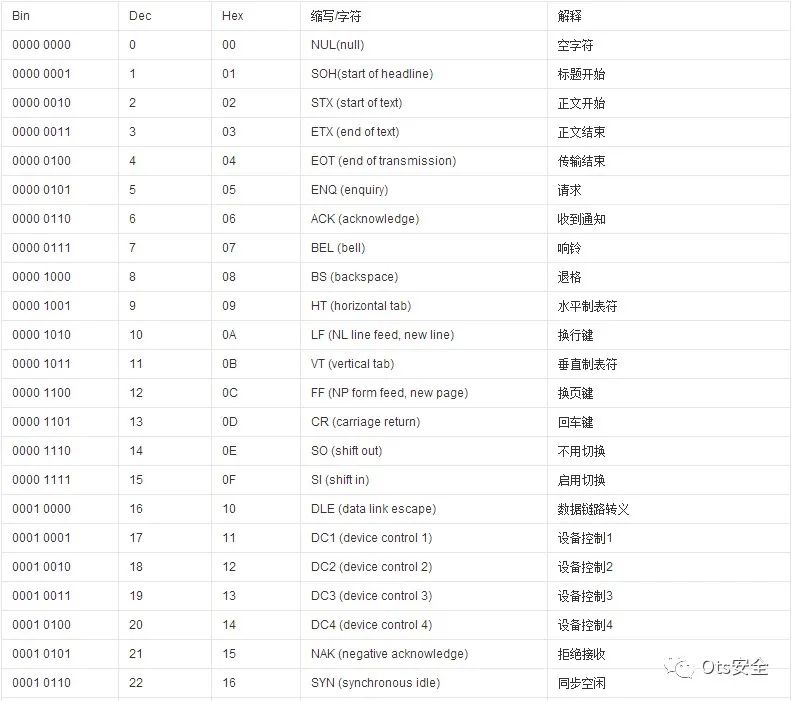 Bin Dec Hex 缩写/字符 解释
0000 0000 0 00 NUL(null) 空字符
0000 0001 1 01 SOH(start of headline) 标题开始
0000 0010 2 02 STX (start of text) 正文开始
0000 0011 3 03 ETX (end of text) 正文结束
0000 0100 4 04 EOT (end of transmission) 传输结束
0000 0101 5 05 ENQ (enquiry) 请求
0000 0110 6 06 ACK (acknowledge) 收到通知
0000 0111 7 07 BEL (bell) 响铃
0000 1000 8 08 BS (backspace) 退格
0000 1001 9 09 HT (horizontal tab) 水平制表符
0000 1010 10 0A LF (NL line feed, new line) 换行键
0000 1011 11 0B VT (vertical tab) 垂直制表符
0000 1100 12 0C FF (NP form feed, new page) 换页键
0000 1101 13 0D CR (carriage return) 回车键
0000 1110 14 0E SO (shift out) 不用切换
0000 1111 15 0F SI (shift in) 启用切换
0001 0000 16 10 DLE (data link escape) 数据链路转义
0001 0001 17 11 DC1 (device control 1) 设备控制1
0001 0010 18 12 DC2 (device control 2) 设备控制2
0001 0011 19 13 DC3 (device control 3) 设备控制3
0001 0100 20 14 DC4 (device control 4) 设备控制4
0001 0101 21 15 NAK (negative acknowledge) 拒绝接收
Ots安全
0001 0110 22 16 SYN (synchronous idle) 同步空闲